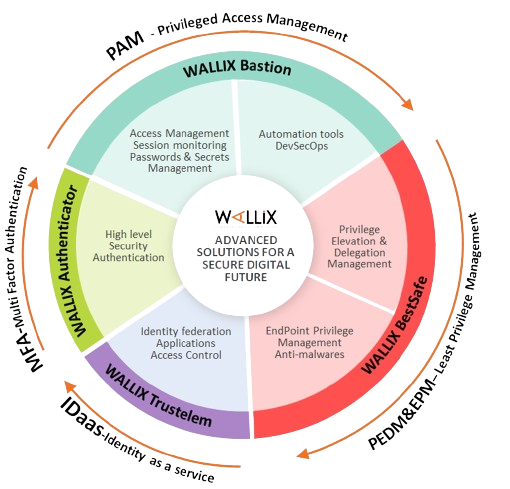 PAM - Privileged Access Management
WALLIX Bastion
Access Management
Session monitoring
Passwords & Secrets
Management
Automation tools
DevSecOps
WALLIX Authenticator
High level
Security
Authentication
WALLIX
ADVANCED
SOLUTIONS FOR A
SECURE DIGITAL
FUTURE
Privilege
Elevation &
Delegation
Management
EndPoint Privilege
Management
Anti-malwares
WALLIX BestSafe
Identity federation
Applications
Access Control
WALLIX Trustelem
MFA-Multi Factor Authentication
IDaas-Identity as a service
PEDM&EPM–Least Privilege Management